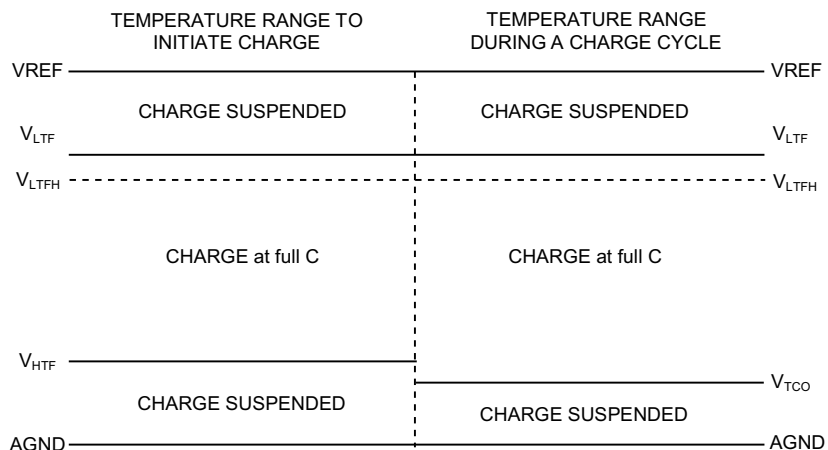 TEMPERATURE RANGE TO
INITIATE CHARGE
TEMPERATURE RANGE
DURING A CHARGE CYCLE
VREF
VREF
CHARGE SUSPENDED
CHARGE SUSPENDED
VLTF
VLTF
VLTFH
VLTFH
CHARGE at full C
CHARGE at full C
VHTF
VTCO
CHARGE SUSPENDED
CHARGE SUSPENDED
AGND
AGND